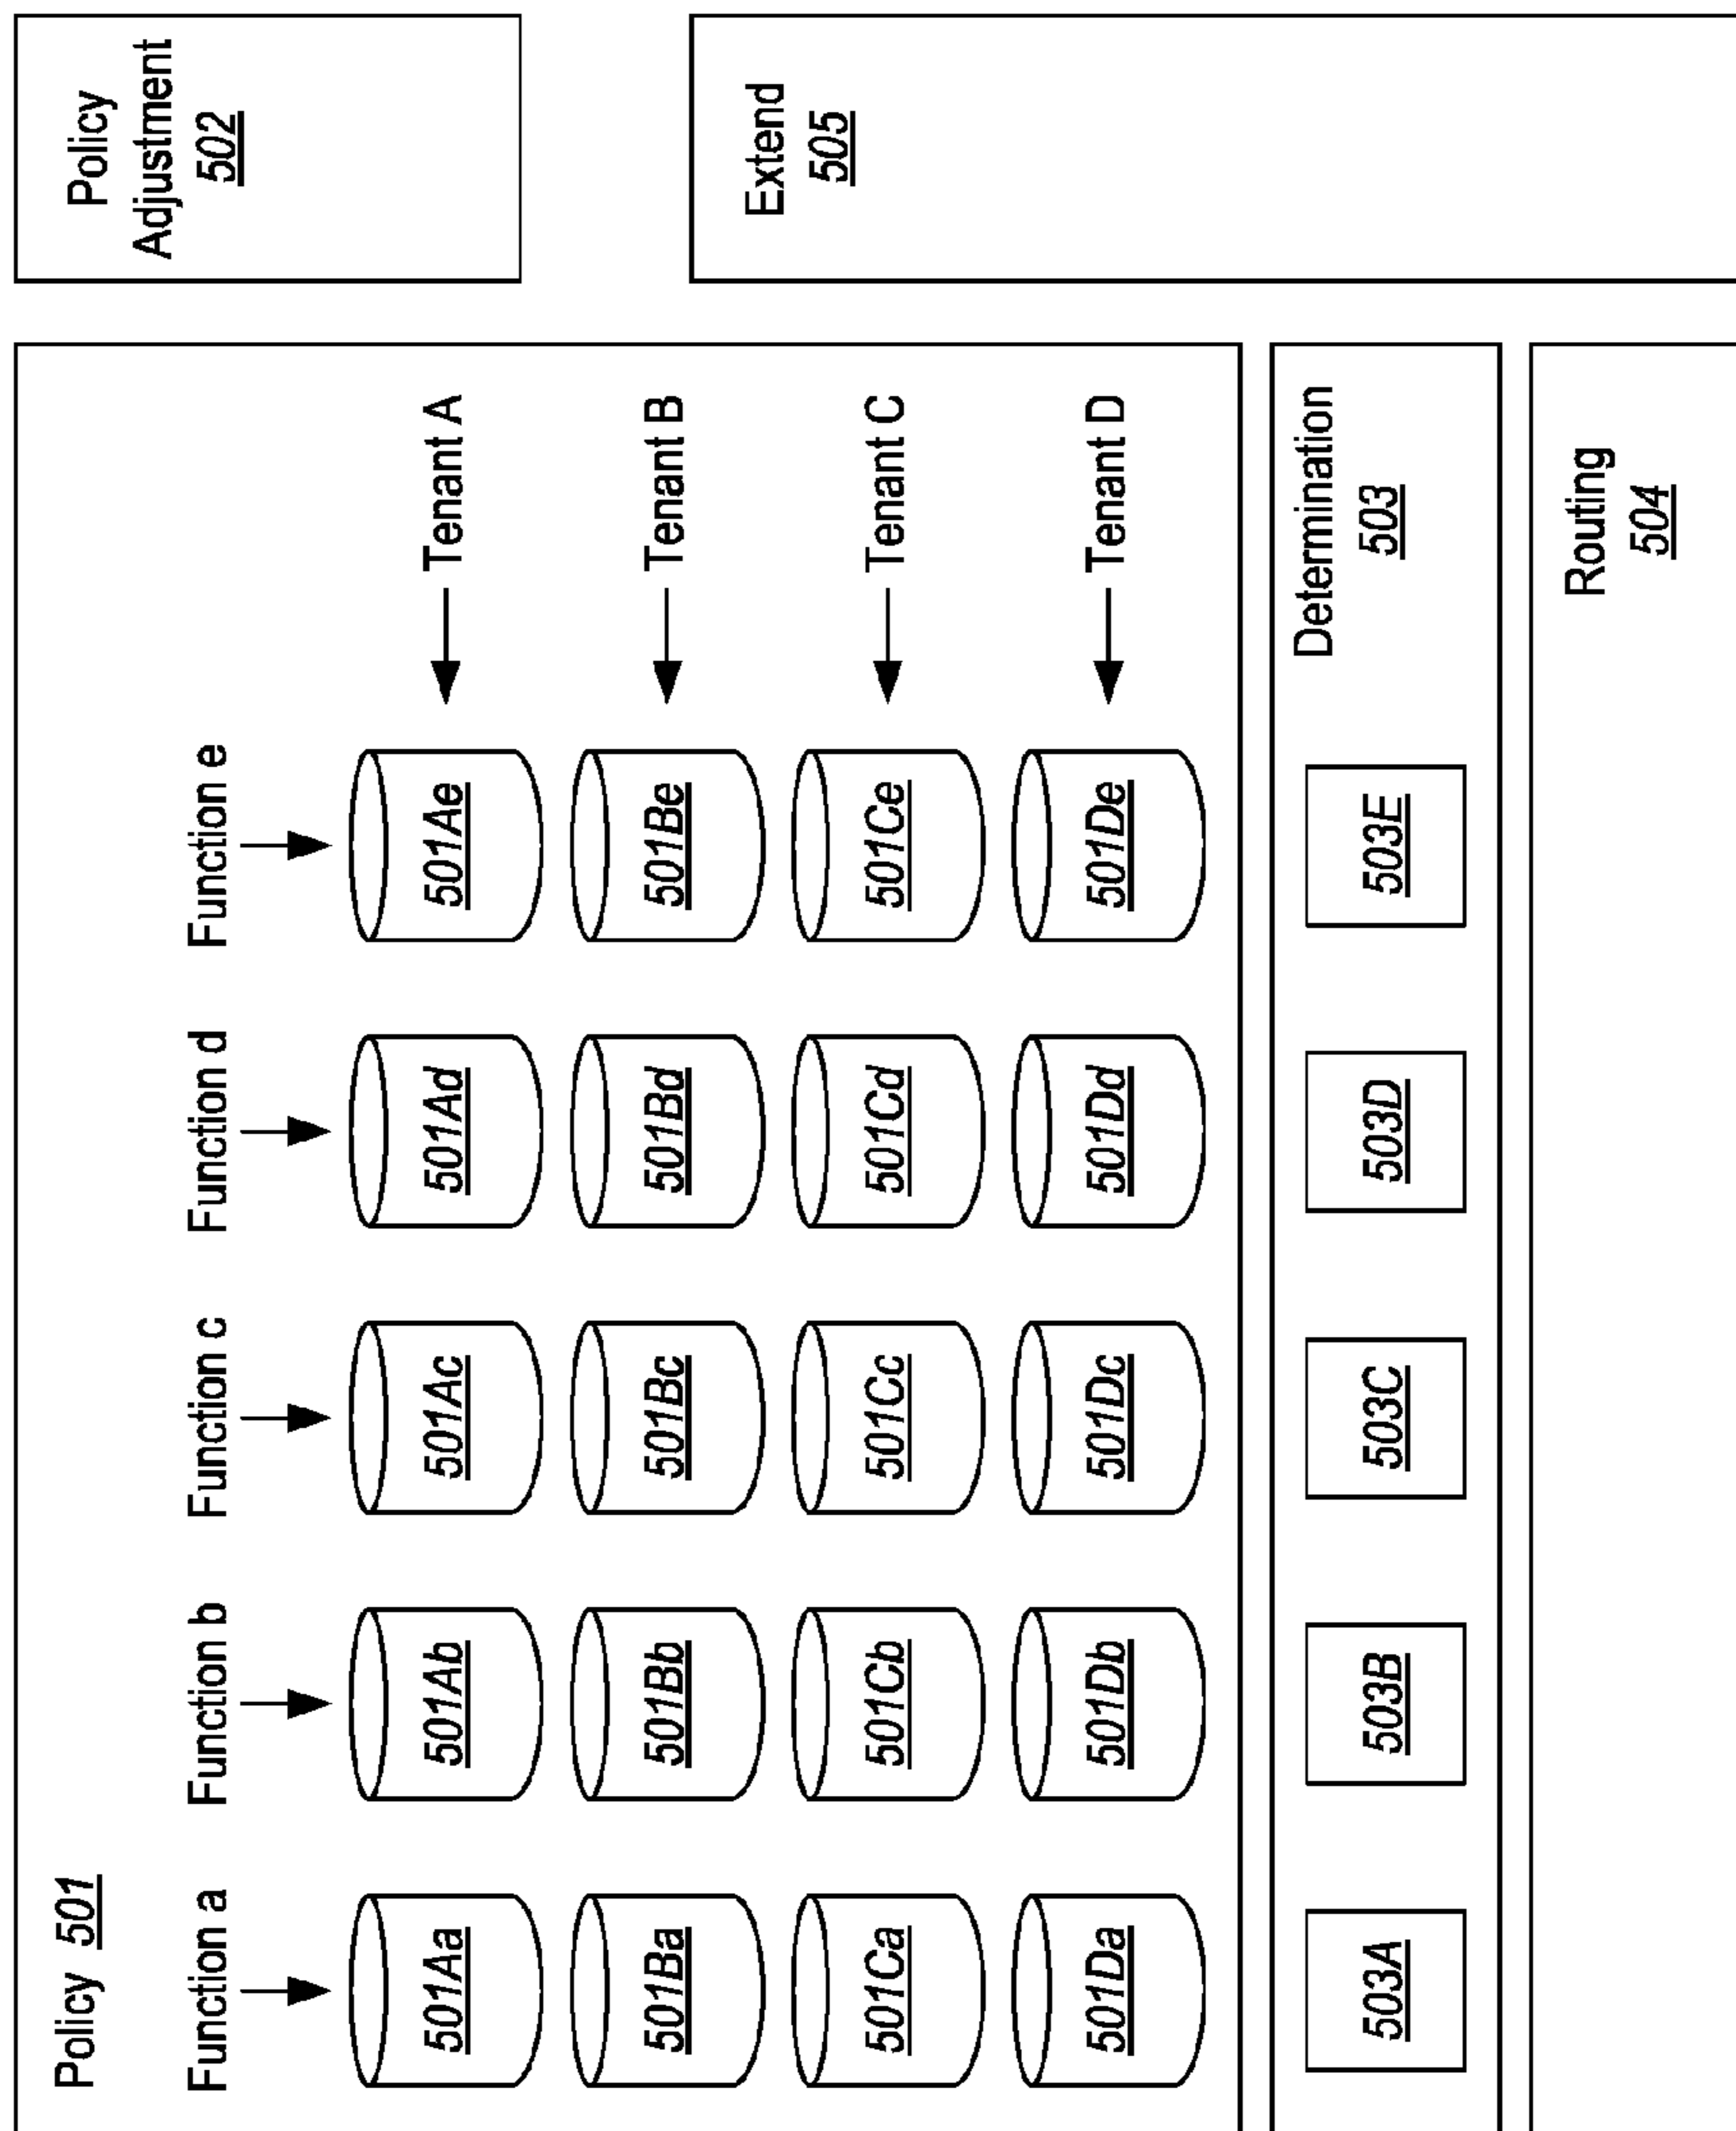 Policy 501
Function a
Function b
Function c
Function d
Function e
501Aa
501Ab
501Ac
501Ad
501Ae
Tenant A
501Ba
501Bb
501Bc
501Bd
501Be
Tenant B
501Ca
501Cb
501Cc
501Cd
501Ce
Tenant C
501Da
501Db
501Dc
501Dd
501De
Tenant D
503A
503B
503C
503D
503E
Determination
503
Routing
504
Policy
Adjustment
502
Extend
505